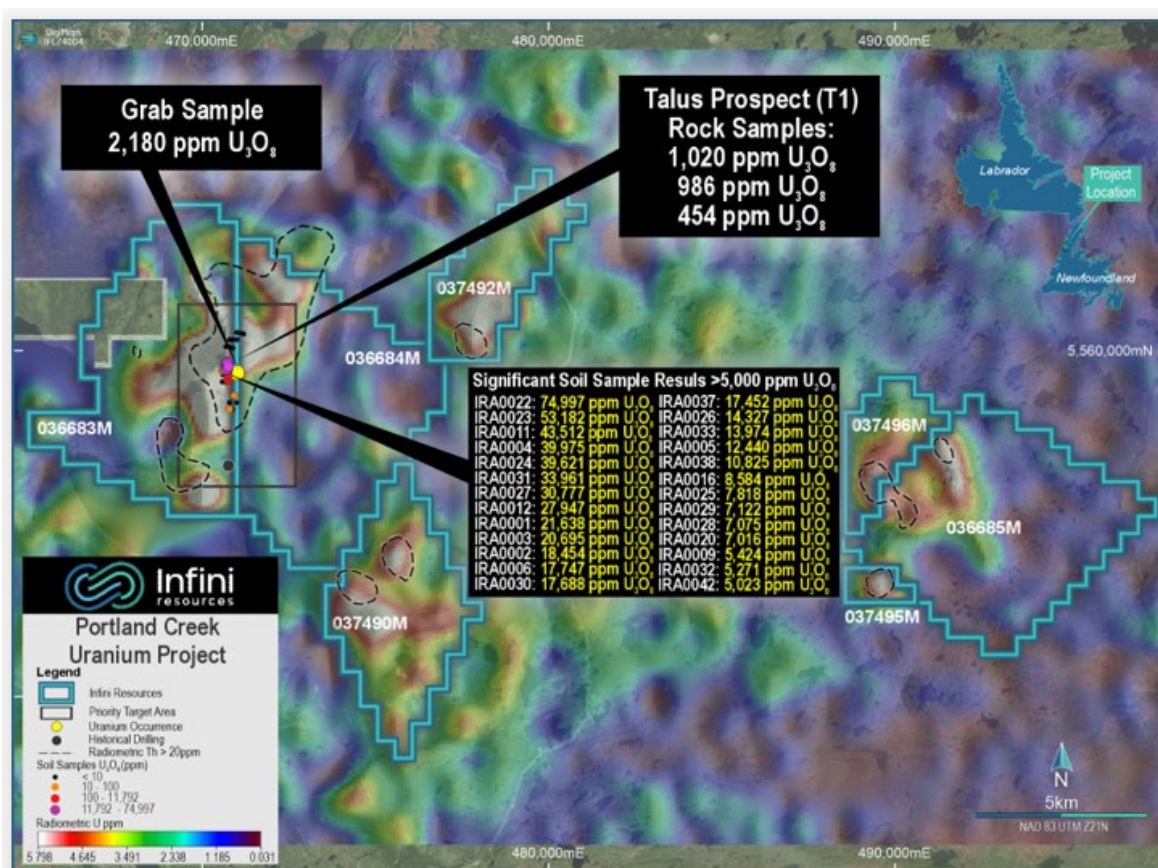 DigiMaph
IFL74004
470,000mE
480,000mE
490,000mE
Grab Sample
2,180 ppm U₃O₈
Talus Prospect (T1)
Rock Samples:
1,020 ppm U₃O₈
986 ppm U₃O₈
454 ppm U₃O₈
Labrador
Project
Location
Newfoundland
037492M
036684M
5,560,000mN
036683M
Significant Soil Sample Resuls >5,000 ppm U₃O₈
IRA0022: 74,997 ppm U₃O₈ IRA0037: 17,452 ppm U₃O₈
IRA0023: 53,182 ppm U₃O₈ IRA0026: 14,327 ppm U₃O₈
IRA0011: 43,512 ppm U₃O₈ IRA0033: 13,974 ppm U₃O₈
IRA0004: 39,975 ppm U₃O₈ IRA0005: 12,440 ppm U₃O₈
IRA0024: 39,621 ppm U₃O₈ IRA0038: 10,825 ppm U₃O₈
IRA0031: 33,961 ppm U₃O₈ IRA0016: 8,584 ppm U₃O₈
IRA0027: 30,777 ppm U₃O₈ IRA0025: 7,818 ppm U₃O₈
IRA0012: 27,947 ppm U₃O₈ IRA0029: 7,122 ppm U₃O₈
IRA0001: 21,638 ppm U₃O₈ IRA0028: 7,075 ppm U₃O₈
IRA0003: 20,695 ppm U₃O₈ IRA0020: 7,016 ppm U₃O₈
IRA0002: 18,454 ppm U₃O₈ IRA0009: 5,424 ppm U₃O₈
IRA0006: 17,747 ppm U₃O₈ IRA0032: 5,271 ppm U₃O₈
IRA0030: 17,688 ppm U₃O₈ IRA0042: 5,023 ppm U₃O₈
037496M
036685M
037495M
037490M
Infini
resources
Portland Creek
Uranium Project
Legend
Infini Resources
Priority Target Area
Uranium Occurrence
Historical Drilling
Radiometric Th > 20ppm
Soil Samples U₃O₈(ppm)
< 10
10 - 100
100 - 11,792
11,792 - 74,997
Radiometric U ppm
5.798 4.645 3.491 2.338 1.185 0.031
N
5km
NAD 83 UTM Z21N
480,000mE
490,000mE